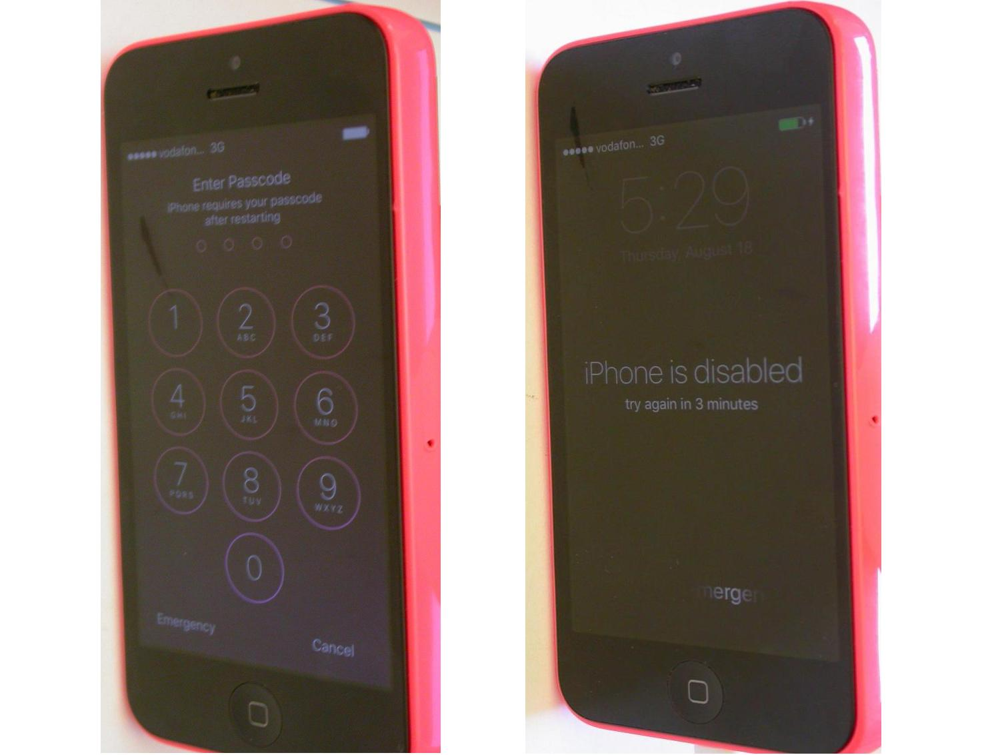 vodafon... 3G
Enter Passcode
iPhone requires your passcode
after restarting
1
2
ABC
3
DEF
4
GHI
5
JKL
6
MNO
7
PQRS
8
TUV
9
WXYZ
0
Emergency
Cancel
vodafon... 3G
5:29
Thursday, August 18
iPhone is disabled
try again in 3 minutes
mergen